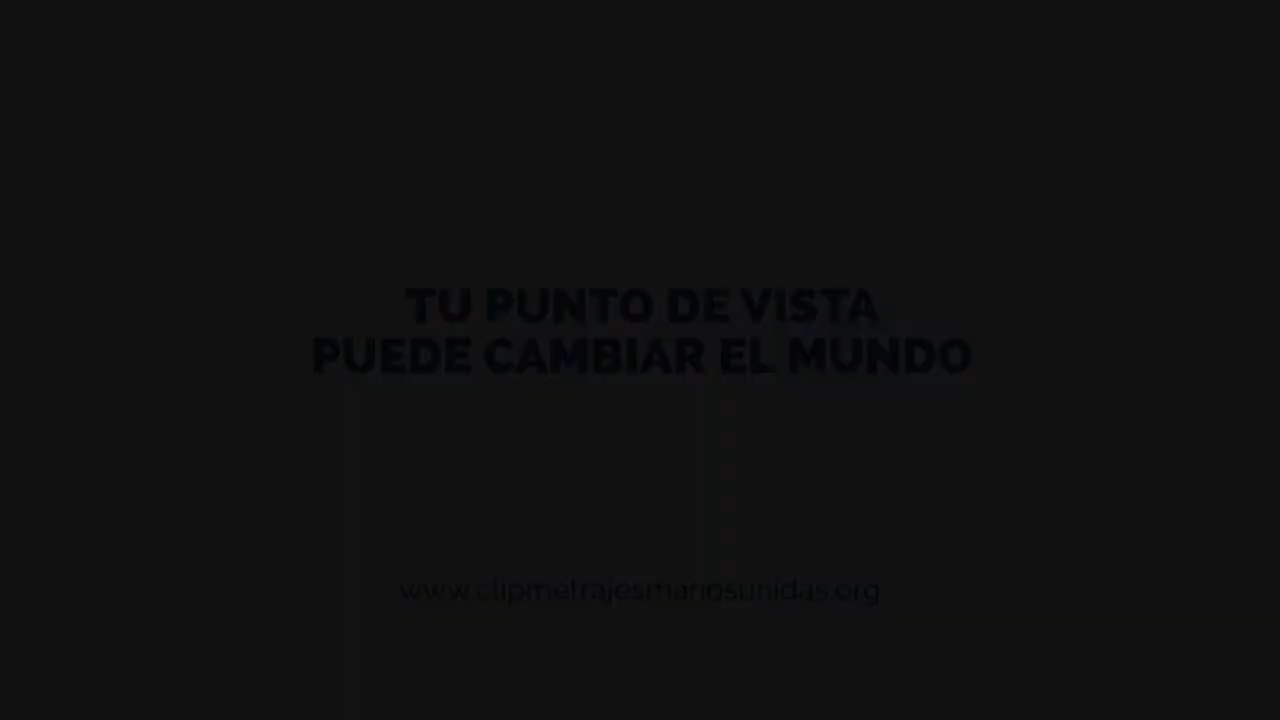 TU PUNTO DE VISTA
PUEDE CAMBIAR EL MUNDO
www.clipmetrajesmanosunidas.org